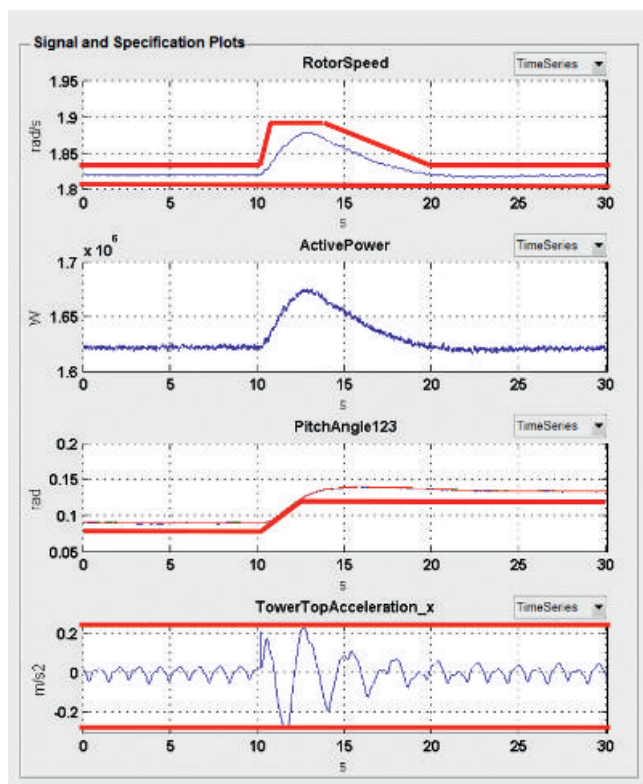 Signal and Specification Plots
RotorSpeed
TimeSeries
1.95
1.9
1.85
1.8
rad/s
0 5 10 15 20 25 30
s
x 10^6
ActivePower
TimeSeries
1.7
1.65
1.6
W
0 5 10 15 20 25 30
s
PitchAngle123
TimeSeries
0.2
0.15
0.1
0.05
rad
0 5 10 15 20 25 30
s
TowerTopAcceleration_x
TimeSeries
0.2
0
-0.2
m/s2
0 5 10 15 20 25 30
s